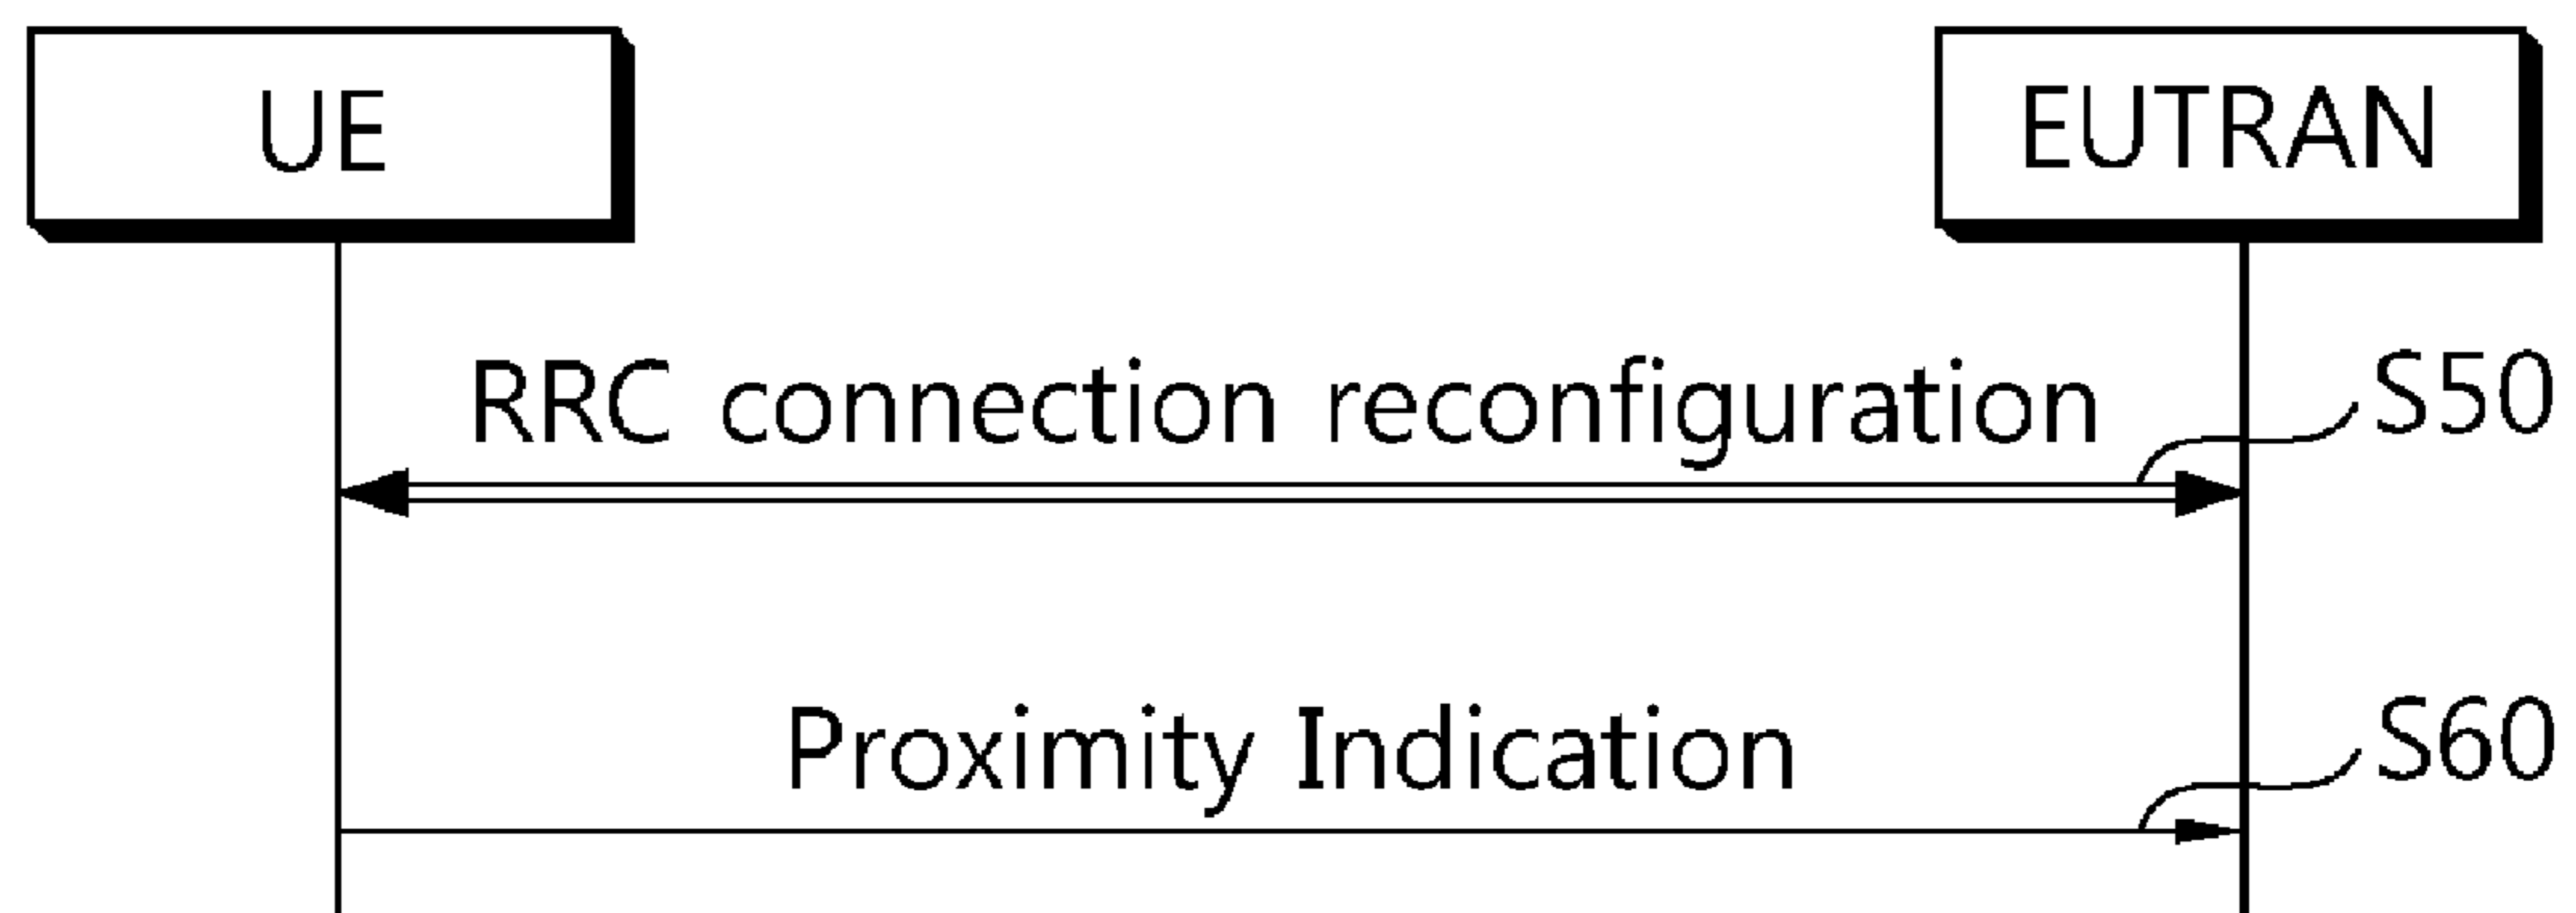 UE
EUTRAN
RRC connection reconfiguration
S50
Proximity Indication
S60